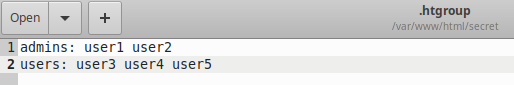 Open
.htgroup
/var/www/html/secret
1 admins: user1 user2
2 users: user3 user4 user5